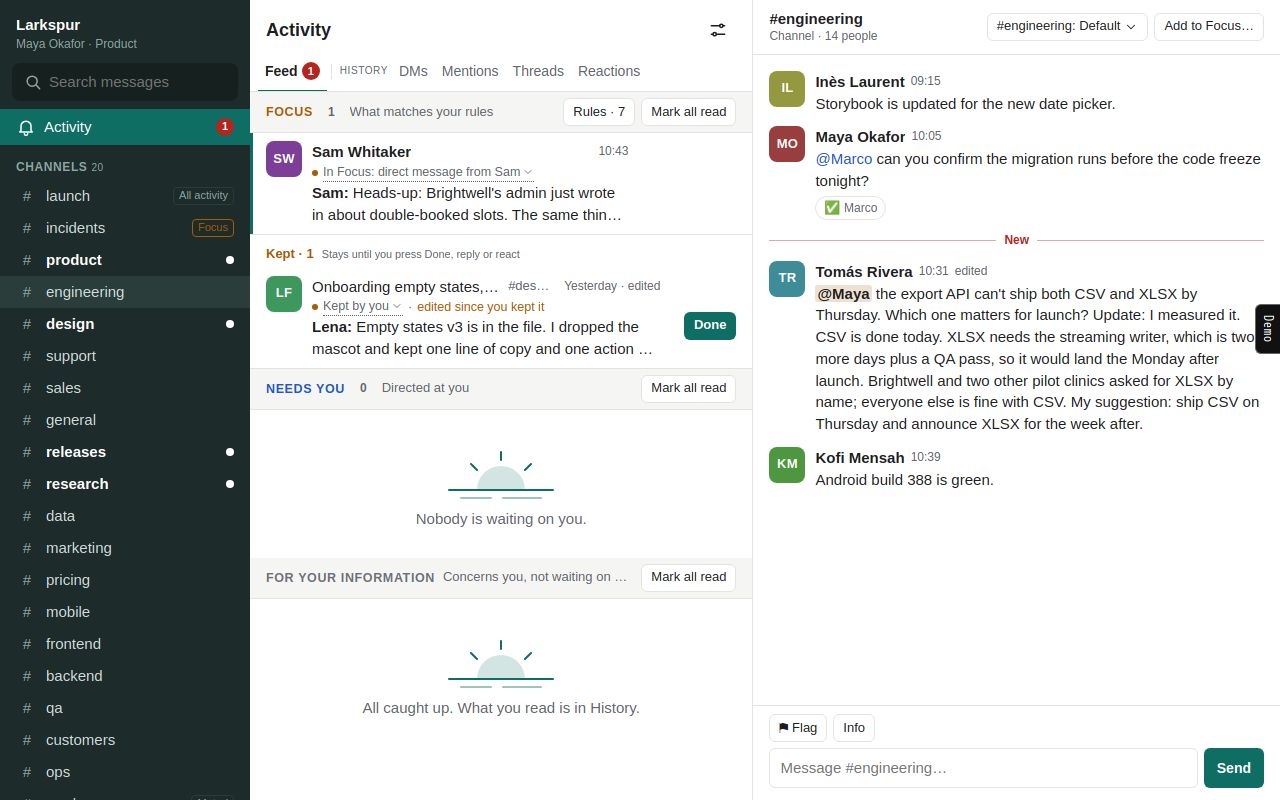 Larkspur
Maya Okafor · Product
Search messages
Activity
1
CHANNELS 20
# launch All activity
# incidents Focus
# product
# engineering
# design
# support
# sales
# general
# releases
# research
# data
# marketing
# pricing
# mobile
# frontend
# backend
# qa
# customers
# ops
Activity
Feed 1 HISTORY DMs Mentions Threads Reactions
FOCUS 1 What matches your rules Rules · 7 Mark all read
SW
Sam Whitaker 10:43
In Focus: direct message from Sam
Sam: Heads-up: Brightwell's admin just wrote
in about double-booked slots. The same thin…
Kept · 1 Stays until you press Done, reply or react
LF
Onboarding empty states,… #des… Yesterday · edited
Kept by you · edited since you kept it
Lena: Empty states v3 is in the file. I dropped the
mascot and kept one line of copy and one action …
Done
NEEDS YOU 0 Directed at you Mark all read
Nobody is waiting on you.
FOR YOUR INFORMATION Concerns you, not waiting on … Mark all read
All caught up. What you read is in History.
#engineering
Channel · 14 people
#engineering: Default
Add to Focus…
IL
Inès Laurent 09:15
Storybook is updated for the new date picker.
MO
Maya Okafor 10:05
@Marco can you confirm the migration runs before the code freeze
tonight?
✅ Marco
New
TR
Tomás Rivera 10:31 edited
@Maya the export API can't ship both CSV and XLSX by
Thursday. Which one matters for launch? Update: I measured it.
CSV is done today. XLSX needs the streaming writer, which is two
more days plus a QA pass, so it would land the Monday after
launch. Brightwell and two other pilot clinics asked for XLSX by
name; everyone else is fine with CSV. My suggestion: ship CSV on
Thursday and announce XLSX for the week after.
KM
Kofi Mensah 10:39
Android build 388 is green.
Demo
Flag
Info
Message #engineering…
Send